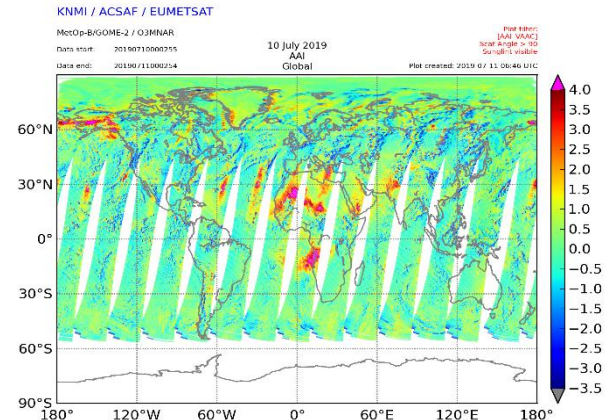 KNMI / ACSAF / EUMETSAT
MetOp-B/GOME-2 / O3MNAR
Data start: 20190710000255
Data end: 20190711000254
10 July 2019
AAI
Global
Plot filter:
[AAI VAAC]
Scat Angle > 90
Sunglint visible
Plot created: 2019 07 11 06:46 UTC
60°N
30°N
0°
30°S
60°S
90°S
180° 120°W 60°W 0° 60°E 120°E 180°
4.0
3.5
3.0
2.5
2.0
1.5
1.0
0.5
0.0
−0.5
−1.0
−1.5
−2.0
−2.5
−3.0
−3.5